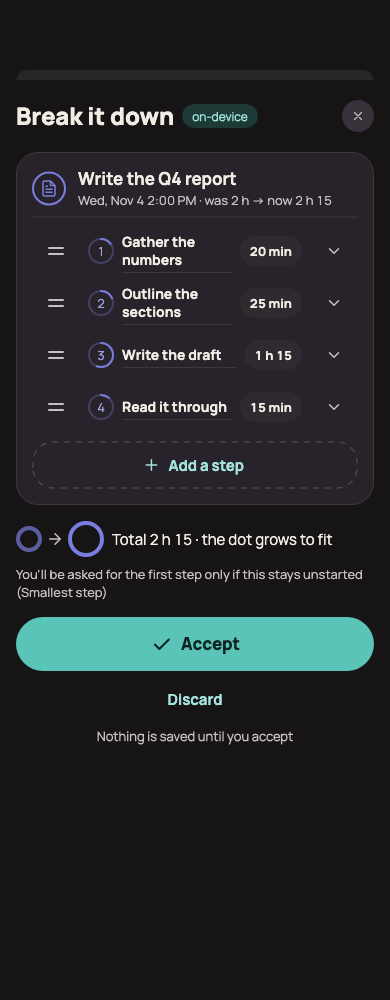 Break it down
on-device
Write the Q4 report
Wed, Nov 4 2:00 PM · was 2 h → now 2 h 15
1
Gather the
numbers
20 min
2
Outline the
sections
25 min
3
Write the draft
1 h 15
4
Read it through
15 min
+ Add a step
→
Total 2 h 15 · the dot grows to fit
You'll be asked for the first step only if this stays unstarted
(Smallest step)
Accept
Discard
Nothing is saved until you accept